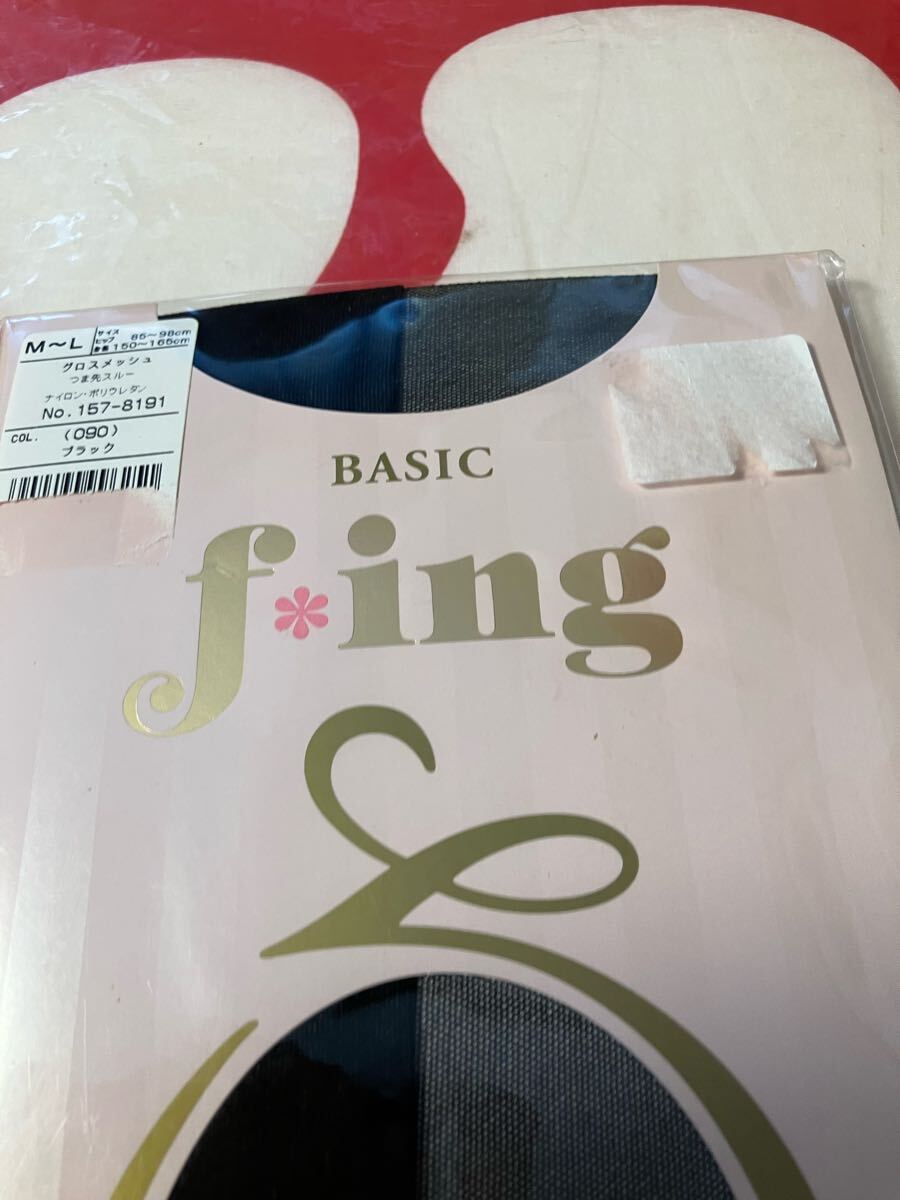 M～L サイズ
ヒップ 85～98cm
身長 150～165cm
グロスメッシュ
つま先スルー
ナイロン・ポリウレタン
No. 157-8191
COL. (090)
ブラック
BASIC
f*ing